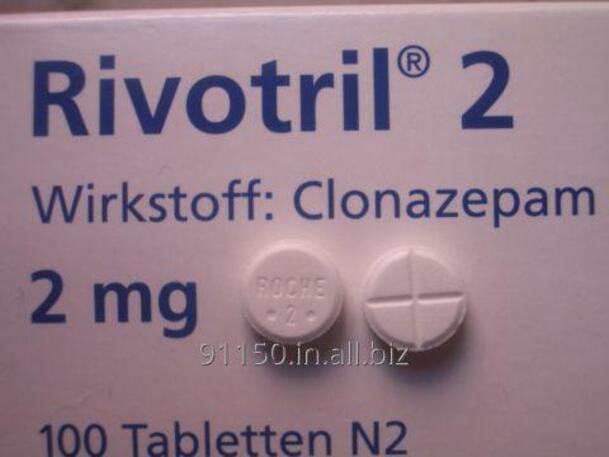 Rivotril® 2
Wirkstoff: Clonazepam
2 mg
ROCHE
• 2 •
91150.in.all.biz
100 Tabletten N2